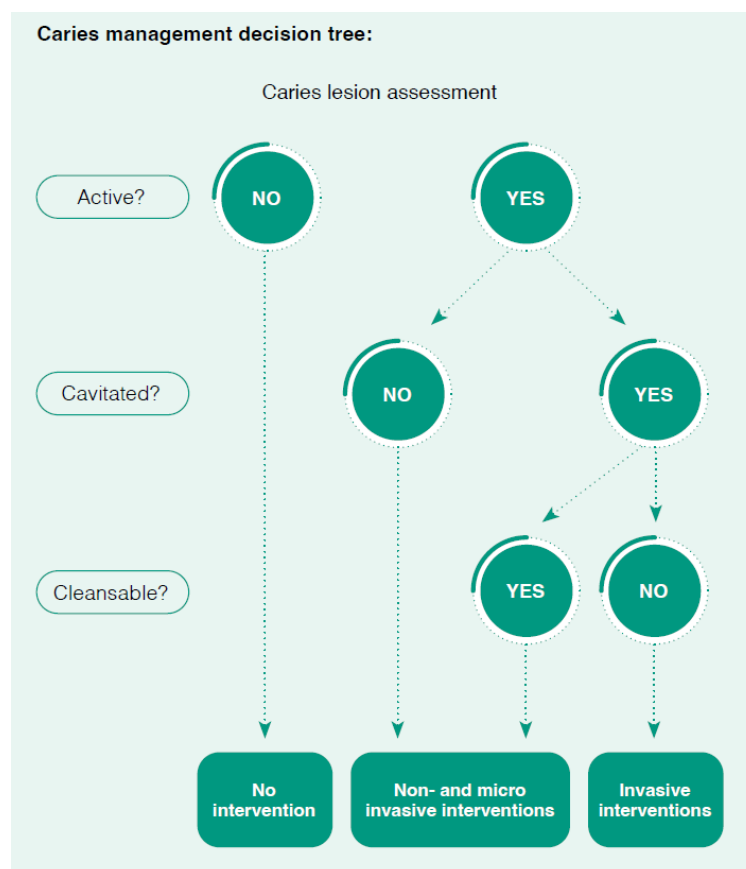 Caries management decision tree:
Caries lesion assessment
Active?
NO
YES
Cavitated?
NO
YES
Cleansable?
YES
NO
No
intervention
Non- and micro
invasive interventions
Invasive
interventions